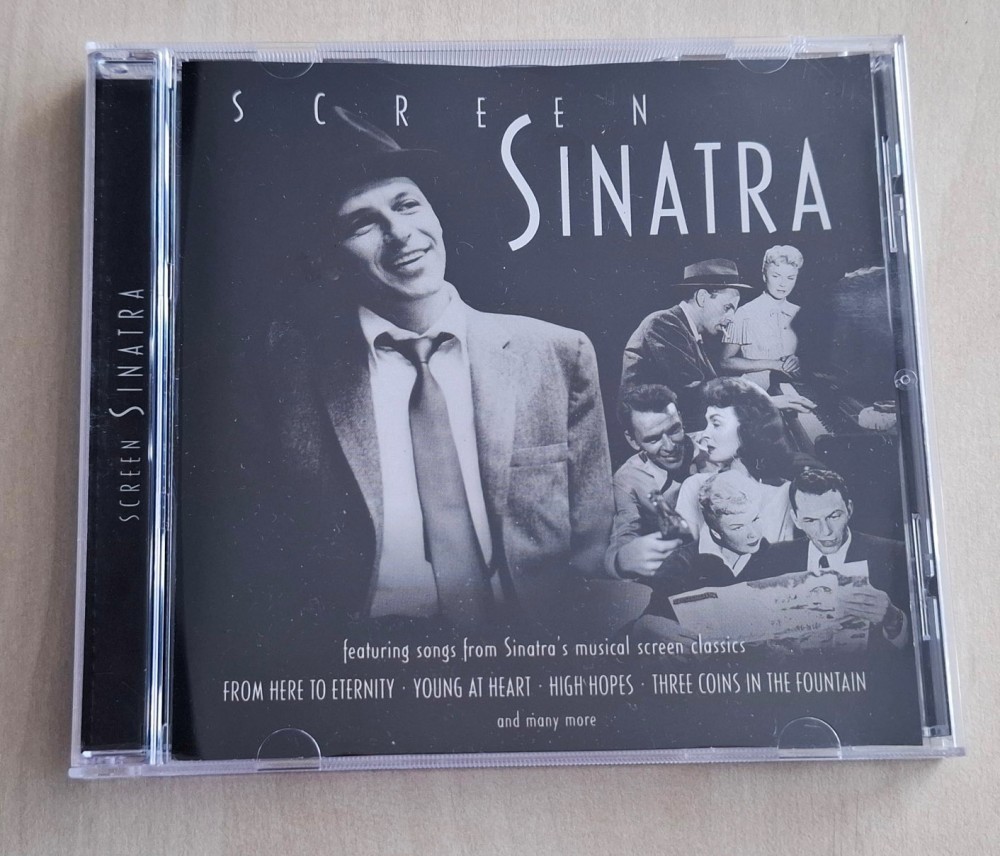 SCREEN
SINATRA
SCREEN SINATRA
featuring songs from Sinatra's musical screen classics
FROM HERE TO ETERNITY · YOUNG AT HEART · HIGH HOPES · THREE COINS IN THE FOUNTAIN
and many more